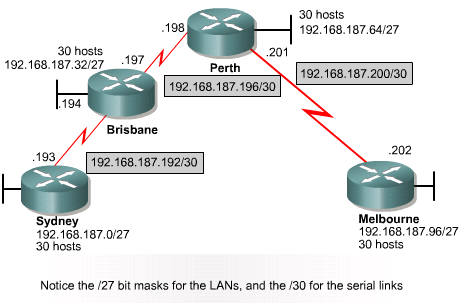 .198
30 hosts
192.168.187.64/27
30 hosts
192.168.187.32/27
.197
.201
Perth
192.168.187.200/30
192.168.187.196/30
.194
Brisbane
.193
192.168.187.192/30
.202
Sydney
192.168.187.0/27
30 hosts
Melbourne
192.168.187.96/27
30 hosts
Notice the /27 bit masks for the LANs, and the /30 for the serial links